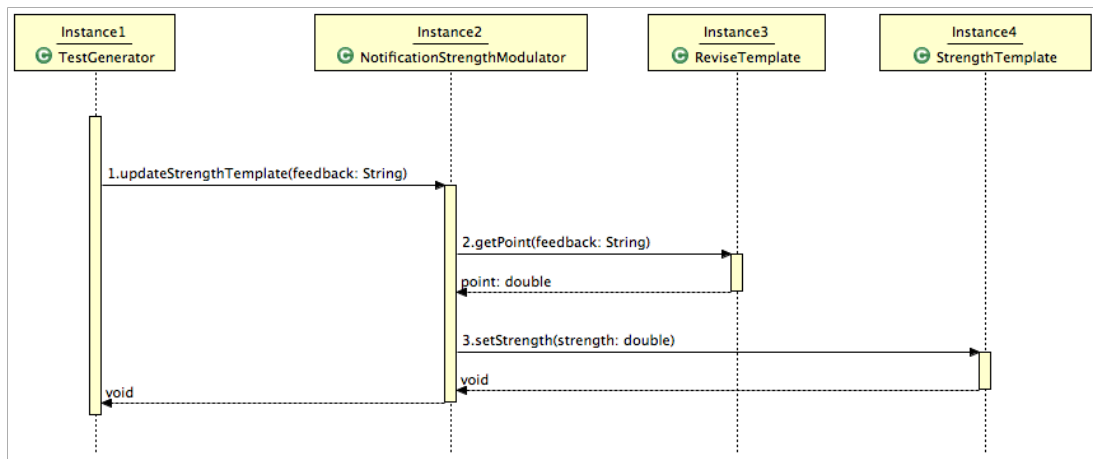 Instance1
C TestGenerator
Instance2
C NotificationStrengthModulator
Instance3
C ReviseTemplate
Instance4
C StrengthTemplate
1.updateStrengthTemplate(feedback: String)
2.getPoint(feedback: String)
point: double
3.setStrength(strength: double)
void
void